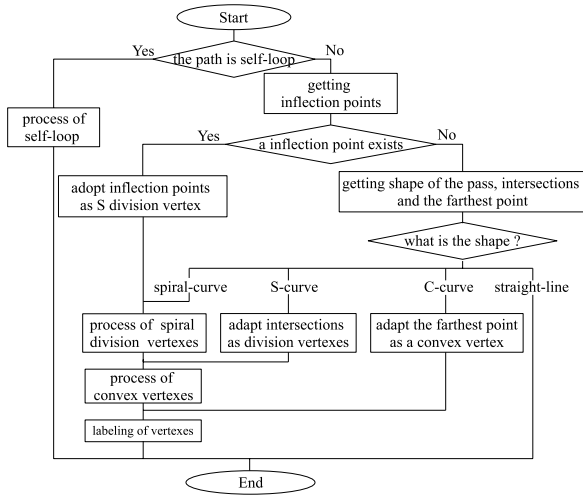 Start
Yes
the path is self-loop
No
getting
inflection points
process of
self-loop
Yes
a inflection point exists
No
adopt inflection points
as S division vertex
getting shape of the pass, intersections
and the farthest point
what is the shape ?
spiral-curve
S-curve
C-curve
straight-line
process of spiral
division vertexes
adapt intersections
as division vertexes
adapt the farthest point
as a convex vertex
process of
convex vertexes
labeling of vertexes
End